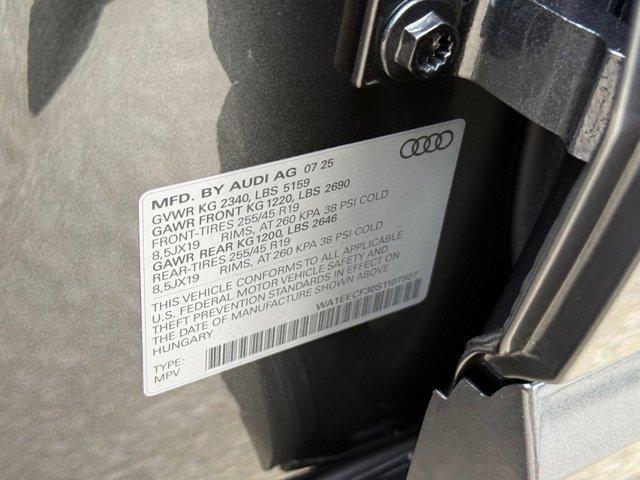 MFD. BY AUDI AG 07 25
GVWR KG 2340, LBS 5159
GAWR FRONT KG 1220, LBS 2690
FRONT-TIRES 255/45 R19
8,5JX19 RIMS, AT 260 KPA 38 PSI COLD
GAWR REAR KG 1200, LBS 2646
REAR-TIRES 255/45 R19
8,5JX19 RIMS, AT 260 KPA 38 PSI COLD
THIS VEHICLE CONFORMS TO ALL APPLICABLE
U.S. FEDERAL MOTOR VEHICLE SAFETY AND
THEFT PREVENTION STANDARDS IN EFFECT ON
THE DATE OF MANUFACTURE SHOWN ABOVE.
HUNGARY WA1EECF30S1107907
TYPE:
MPV